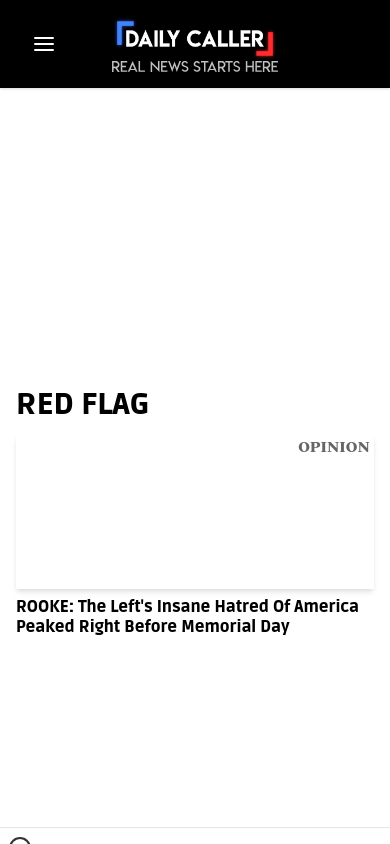 DAILY CALLER
REAL NEWS STARTS HERE
RED FLAG
OPINION
ROOKE: The Left's Insane Hatred Of America
Peaked Right Before Memorial Day